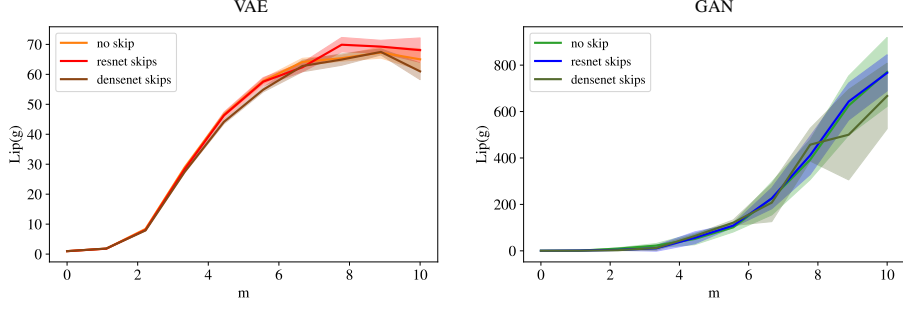 VAE
Lip(g)
70
60
50
40
30
20
10
0
no skip
resnet skips
densenet skips
0 2 4 6 8 10
m
GAN
Lip(g)
800
600
400
200
0
no skip
resnet skips
densenet skips
0 2 4 6 8 10
m